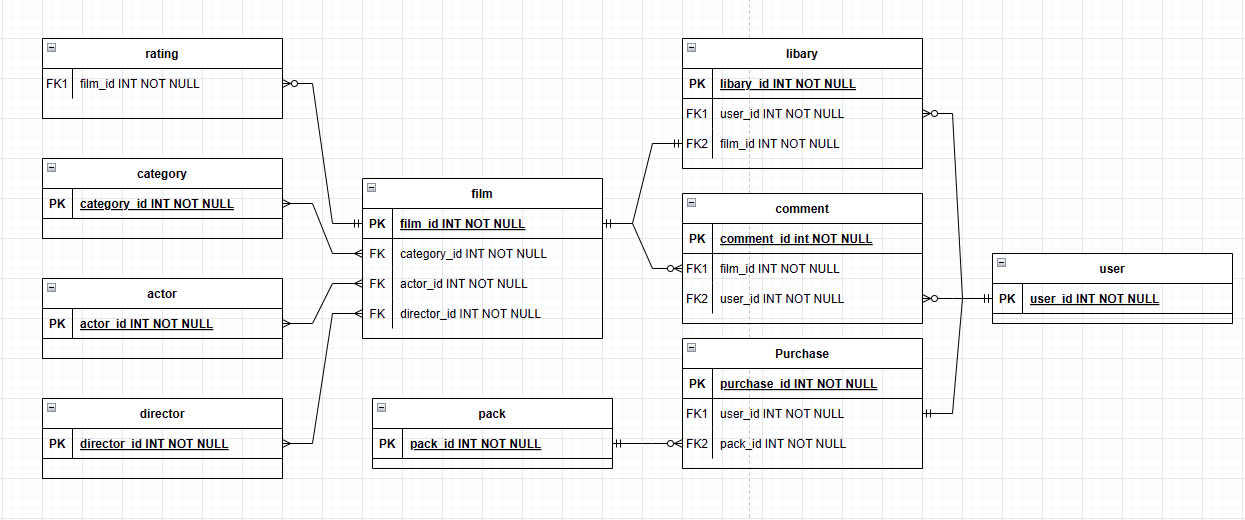 rating
FK1 film_id INT NOT NULL
category
PK category_id INT NOT NULL
actor
PK actor_id INT NOT NULL
director
PK director_id INT NOT NULL
film
PK film_id INT NOT NULL
FK category_id INT NOT NULL
FK actor_id INT NOT NULL
FK director_id INT NOT NULL
pack
PK pack_id INT NOT NULL
libary
PK libary_id INT NOT NULL
FK1 user_id INT NOT NULL
FK2 film_id INT NOT NULL
comment
PK comment_id int NOT NULL
FK1 film_id INT NOT NULL
FK2 user_id INT NOT NULL
Purchase
PK purchase_id INT NOT NULL
FK1 user_id INT NOT NULL
FK2 pack_id INT NOT NULL
user
PK user_id INT NOT NULL